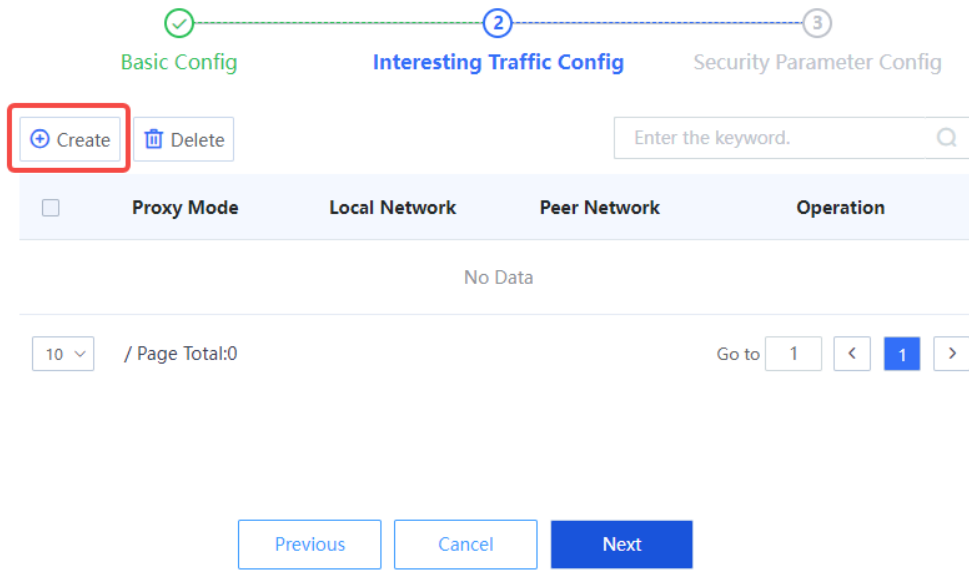 2 3
Basic Config Interesting Traffic Config Security Parameter Config
Create Delete Enter the keyword.
Proxy Mode Local Network Peer Network Operation
No Data
10 / Page Total:0 Go to 1 < 1 >
Previous Cancel Next